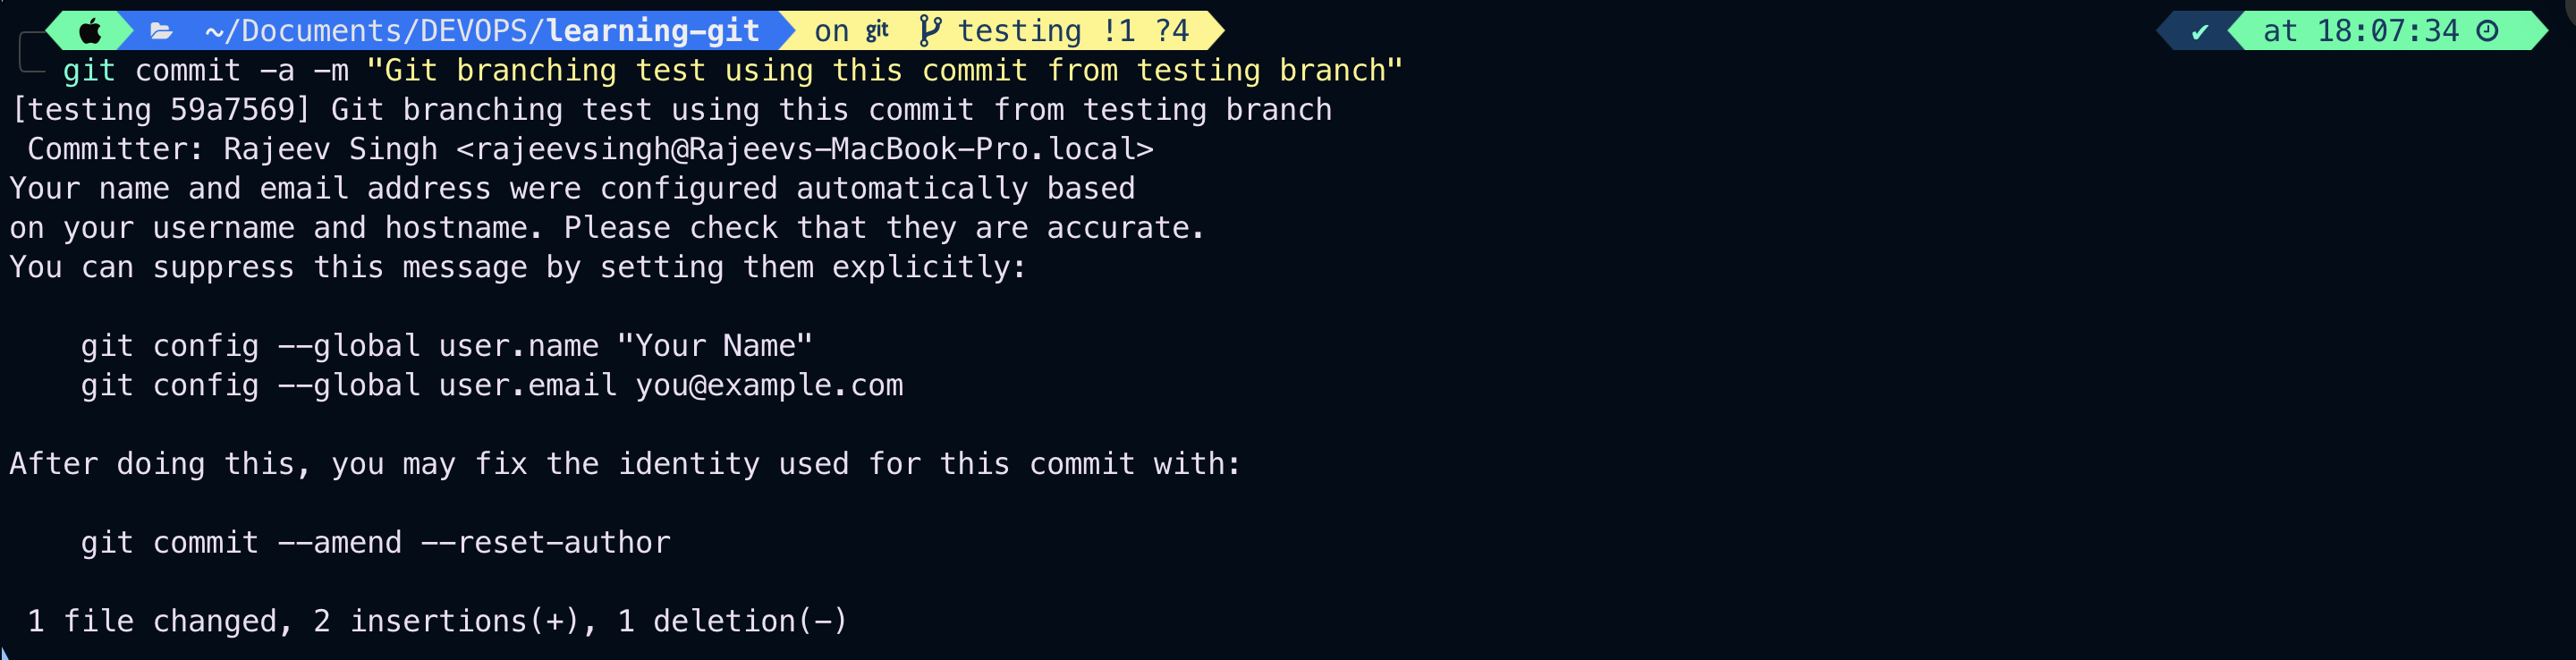 ~/Documents/DEVOPS/learning-git on git testing !1 ?4 ✔ at 18:07:34
git commit -a -m "Git branching test using this commit from testing branch"
[testing 59a7569] Git branching test using this commit from testing branch
 Committer: Rajeev Singh <rajeevsingh@Rajeevs-MacBook-Pro.local>
Your name and email address were configured automatically based
on your username and hostname. Please check that they are accurate.
You can suppress this message by setting them explicitly:

    git config --global user.name "Your Name"
    git config --global user.email you@example.com

After doing this, you may fix the identity used for this commit with:

    git commit --amend --reset-author

 1 file changed, 2 insertions(+), 1 deletion(-)